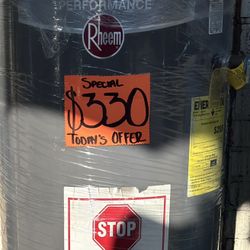 PERFORMANCE
Rheem
SPECIAL
$330
TODAY'S OFFER
STOP